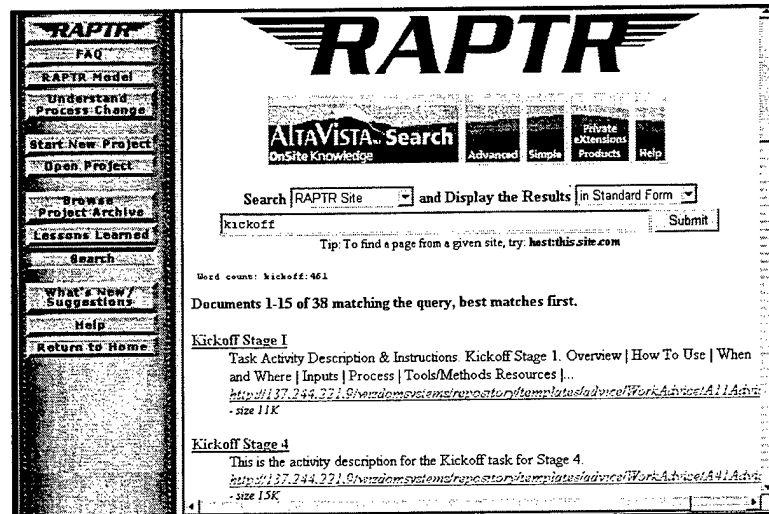 RAPTR
FAQ
RAPTR Model
Understand
Process Change
Start New Project
Open Project
Browse
Project Archive
Lessons Learned
Search
What's New/
Suggestions
Help
Return to Home
RAPTR
ALTAVISTA Search
OnSite Knowledge
Advanced
Simple
Private
eXtensions
Products
Help
Search RAPTR Site and Display the Results in Standard Form
kickoff Submit
Tip: To find a page from a given site, try: host:this.site.com
Word count: kickoff:461
Documents 1-15 of 38 matching the query, best matches first.
Kickoff Stage I
Task Activity Description & Instructions. Kickoff Stage 1. Overview | How To Use | When
and Where | Inputs | Process | Tools/Methods Resources |...
- size 11K
Kickoff Stage 4
This is the activity description for the Kickoff task for Stage 4.
- size 15K